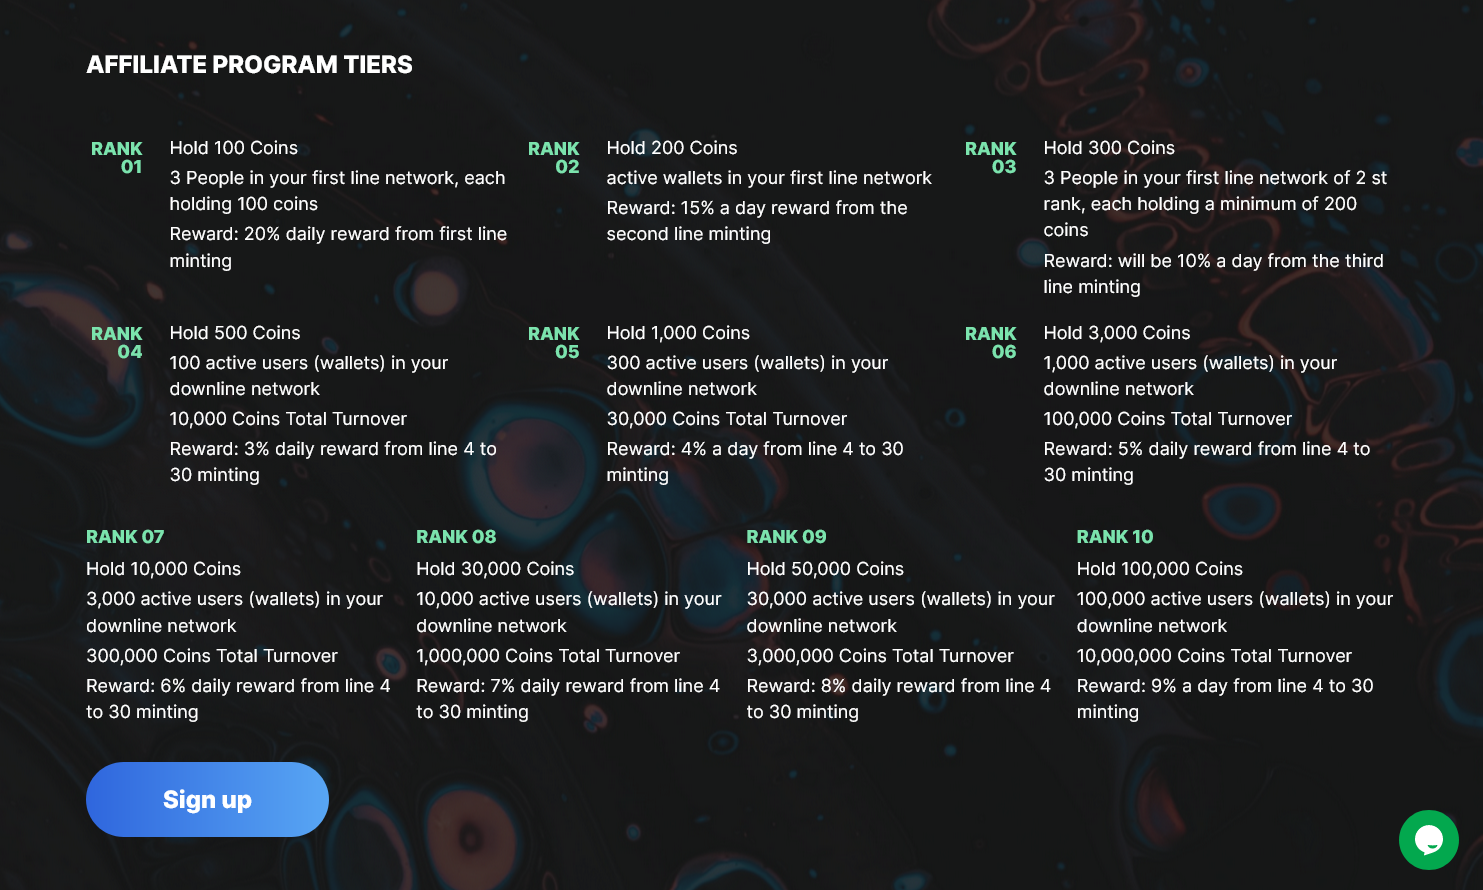 AFFILIATE PROGRAM TIERS
RANK
01
Hold 100 Coins
3 People in your first line network, each
holding 100 coins
Reward: 20% daily reward from first line
minting
RANK
02
Hold 200 Coins
active wallets in your first line network
Reward: 15% a day reward from the
second line minting
RANK
03
Hold 300 Coins
3 People in your first line network of 2 st
rank, each holding a minimum of 200
coins
Reward: will be 10% a day from the third
line minting
RANK
04
Hold 500 Coins
100 active users (wallets) in your
downline network
10,000 Coins Total Turnover
Reward: 3% daily reward from line 4 to
30 minting
RANK
05
Hold 1,000 Coins
300 active users (wallets) in your
downline network
30,000 Coins Total Turnover
Reward: 4% a day from line 4 to 30
minting
RANK
06
Hold 3,000 Coins
1,000 active users (wallets) in your
downline network
100,000 Coins Total Turnover
Reward: 5% daily reward from line 4 to
30 minting
RANK 07
Hold 10,000 Coins
3,000 active users (wallets) in your
downline network
300,000 Coins Total Turnover
Reward: 6% daily reward from line 4
to 30 minting
RANK 08
Hold 30,000 Coins
10,000 active users (wallets) in your
downline network
1,000,000 Coins Total Turnover
Reward: 7% daily reward from line 4
to 30 minting
RANK 09
Hold 50,000 Coins
30,000 active users (wallets) in your
downline network
3,000,000 Coins Total Turnover
Reward: 8% daily reward from line 4
to 30 minting
RANK 10
Hold 100,000 Coins
100,000 active users (wallets) in your
downline network
10,000,000 Coins Total Turnover
Reward: 9% a day from line 4 to 30
minting
Sign up